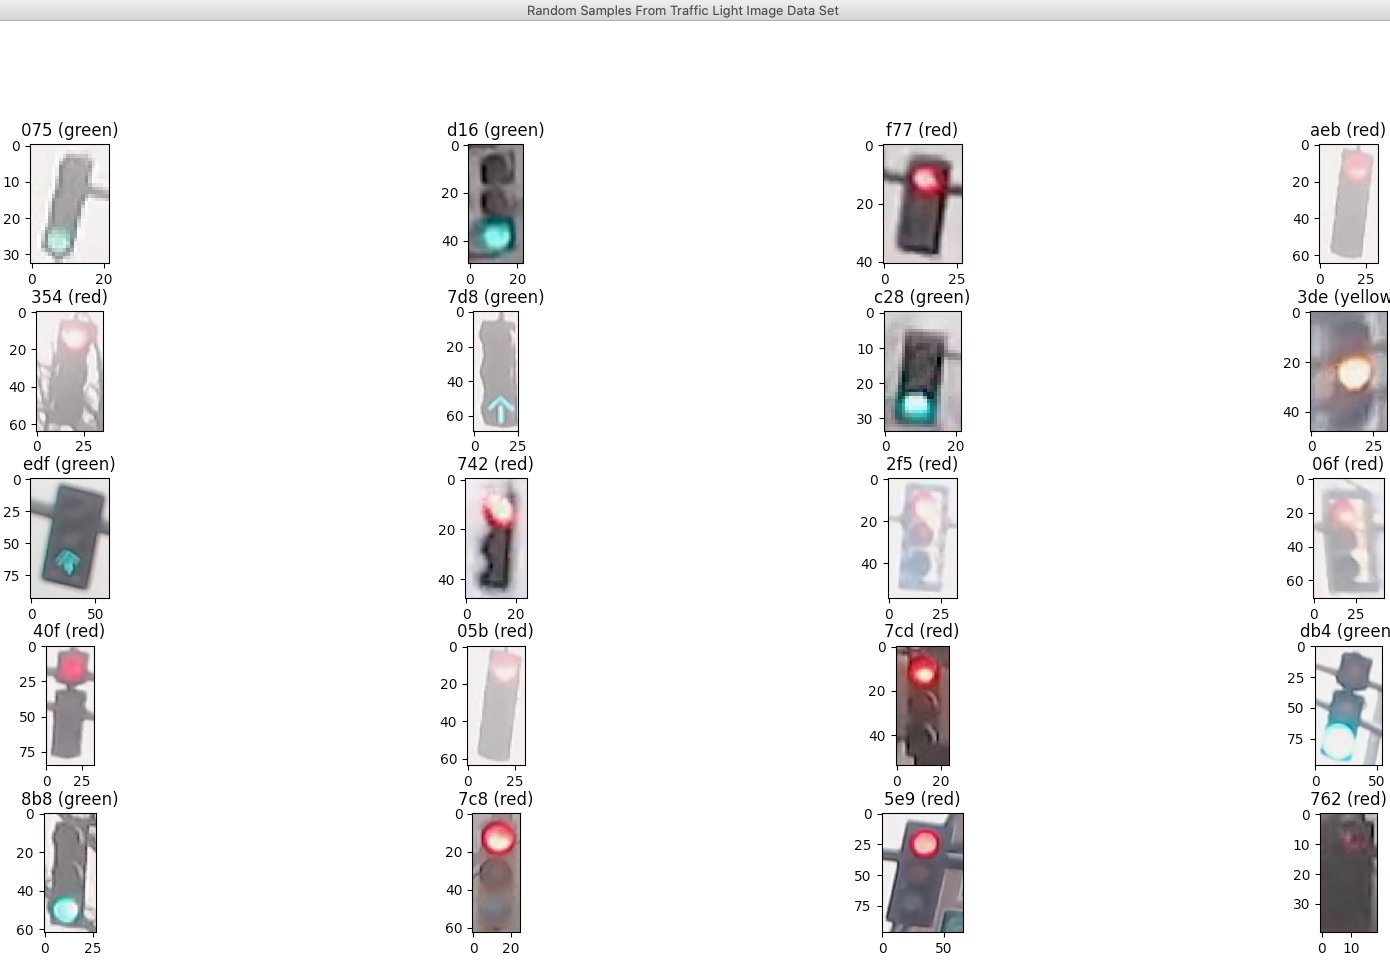 Random Samples From Traffic Light Image Data Set
075 (green) d16 (green) f77 (red) aeb (red)
0 0 0 0
10 20 20 20
20 40 40 40
30 60
0 20 0 20 0 25 0 25
354 (red) 7d8 (green) c28 (green) 3de (yellow
0 0 0 0
20 20 10 20
40 40 20 40
60 60 30
0 25 0 25 0 20 0 25
edf (green) 742 (red) 2f5 (red) 06f (red)
0 0 0 0
25 20 20 20
50 40 40 40
75 60
0 50 0 20 0 25 0 25
40f (red) 05b (red) 7cd (red) db4 (green
0 0 0 0
25 20 20 25
50 40 40 50
75 60 75
0 25 0 25 0 20 0 50
8b8 (green) 7c8 (red) 5e9 (red) 762 (red)
0 0 0 0
20 20 25 10
40 40 50 20
60 60 75 30
0 25 0 20 0 50 0 10